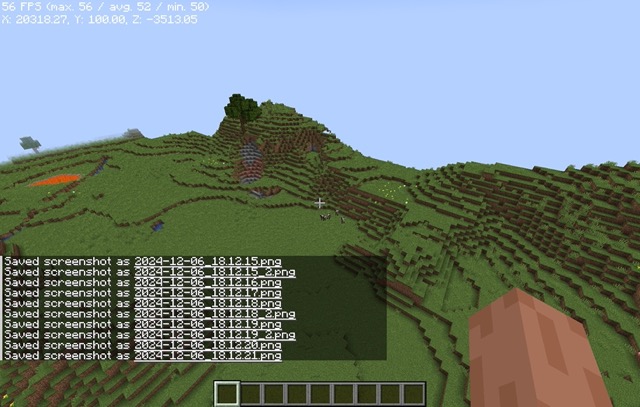 56 FPS (max. 56 / avg. 52 / min. 50)
X: 20318.27, Y: 100.00, Z: -3513.05
Saved screenshot as 2024-12-06_18.12.15.png
Saved screenshot as 2024-12-06_18.12.15_2.png
Saved screenshot as 2024-12-06_18.12.16.png
Saved screenshot as 2024-12-06_18.12.17.png
Saved screenshot as 2024-12-06_18.12.18.png
Saved screenshot as 2024-12-06_18.12.18_2.png
Saved screenshot as 2024-12-06_18.12.19.png
Saved screenshot as 2024-12-06_18.12.19_2.png
Saved screenshot as 2024-12-06_18.12.20.png
Saved screenshot as 2024-12-06_18.12.21.png